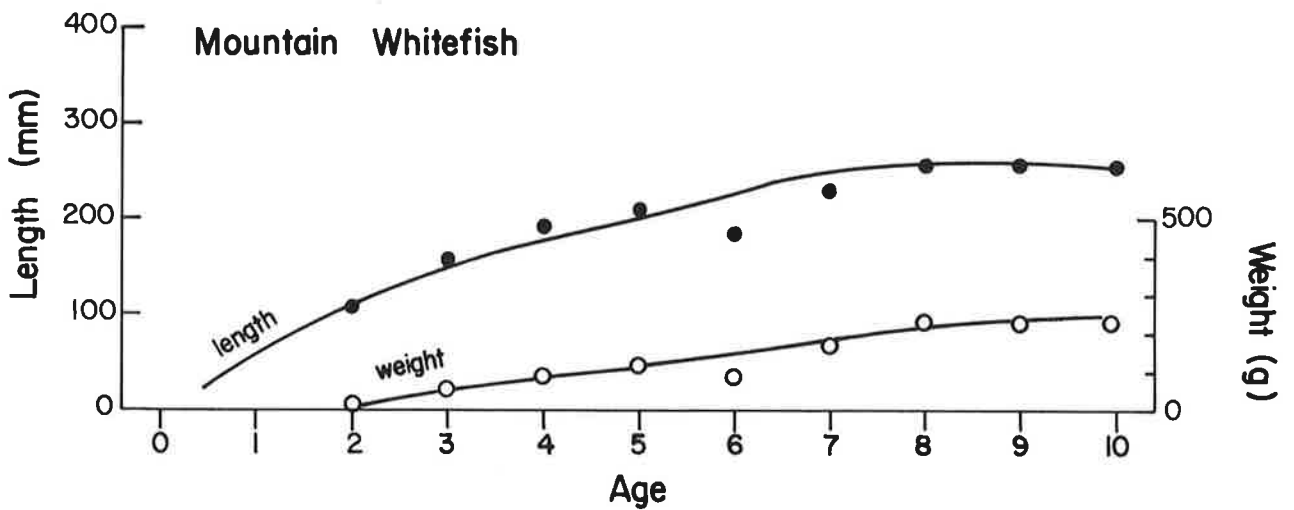 Mountain Whitefish
Length (mm)
400
300
200
100
0
length
weight
500
0
Weight (g)
0 1 2 3 4 5 6 7 8 9 10
Age